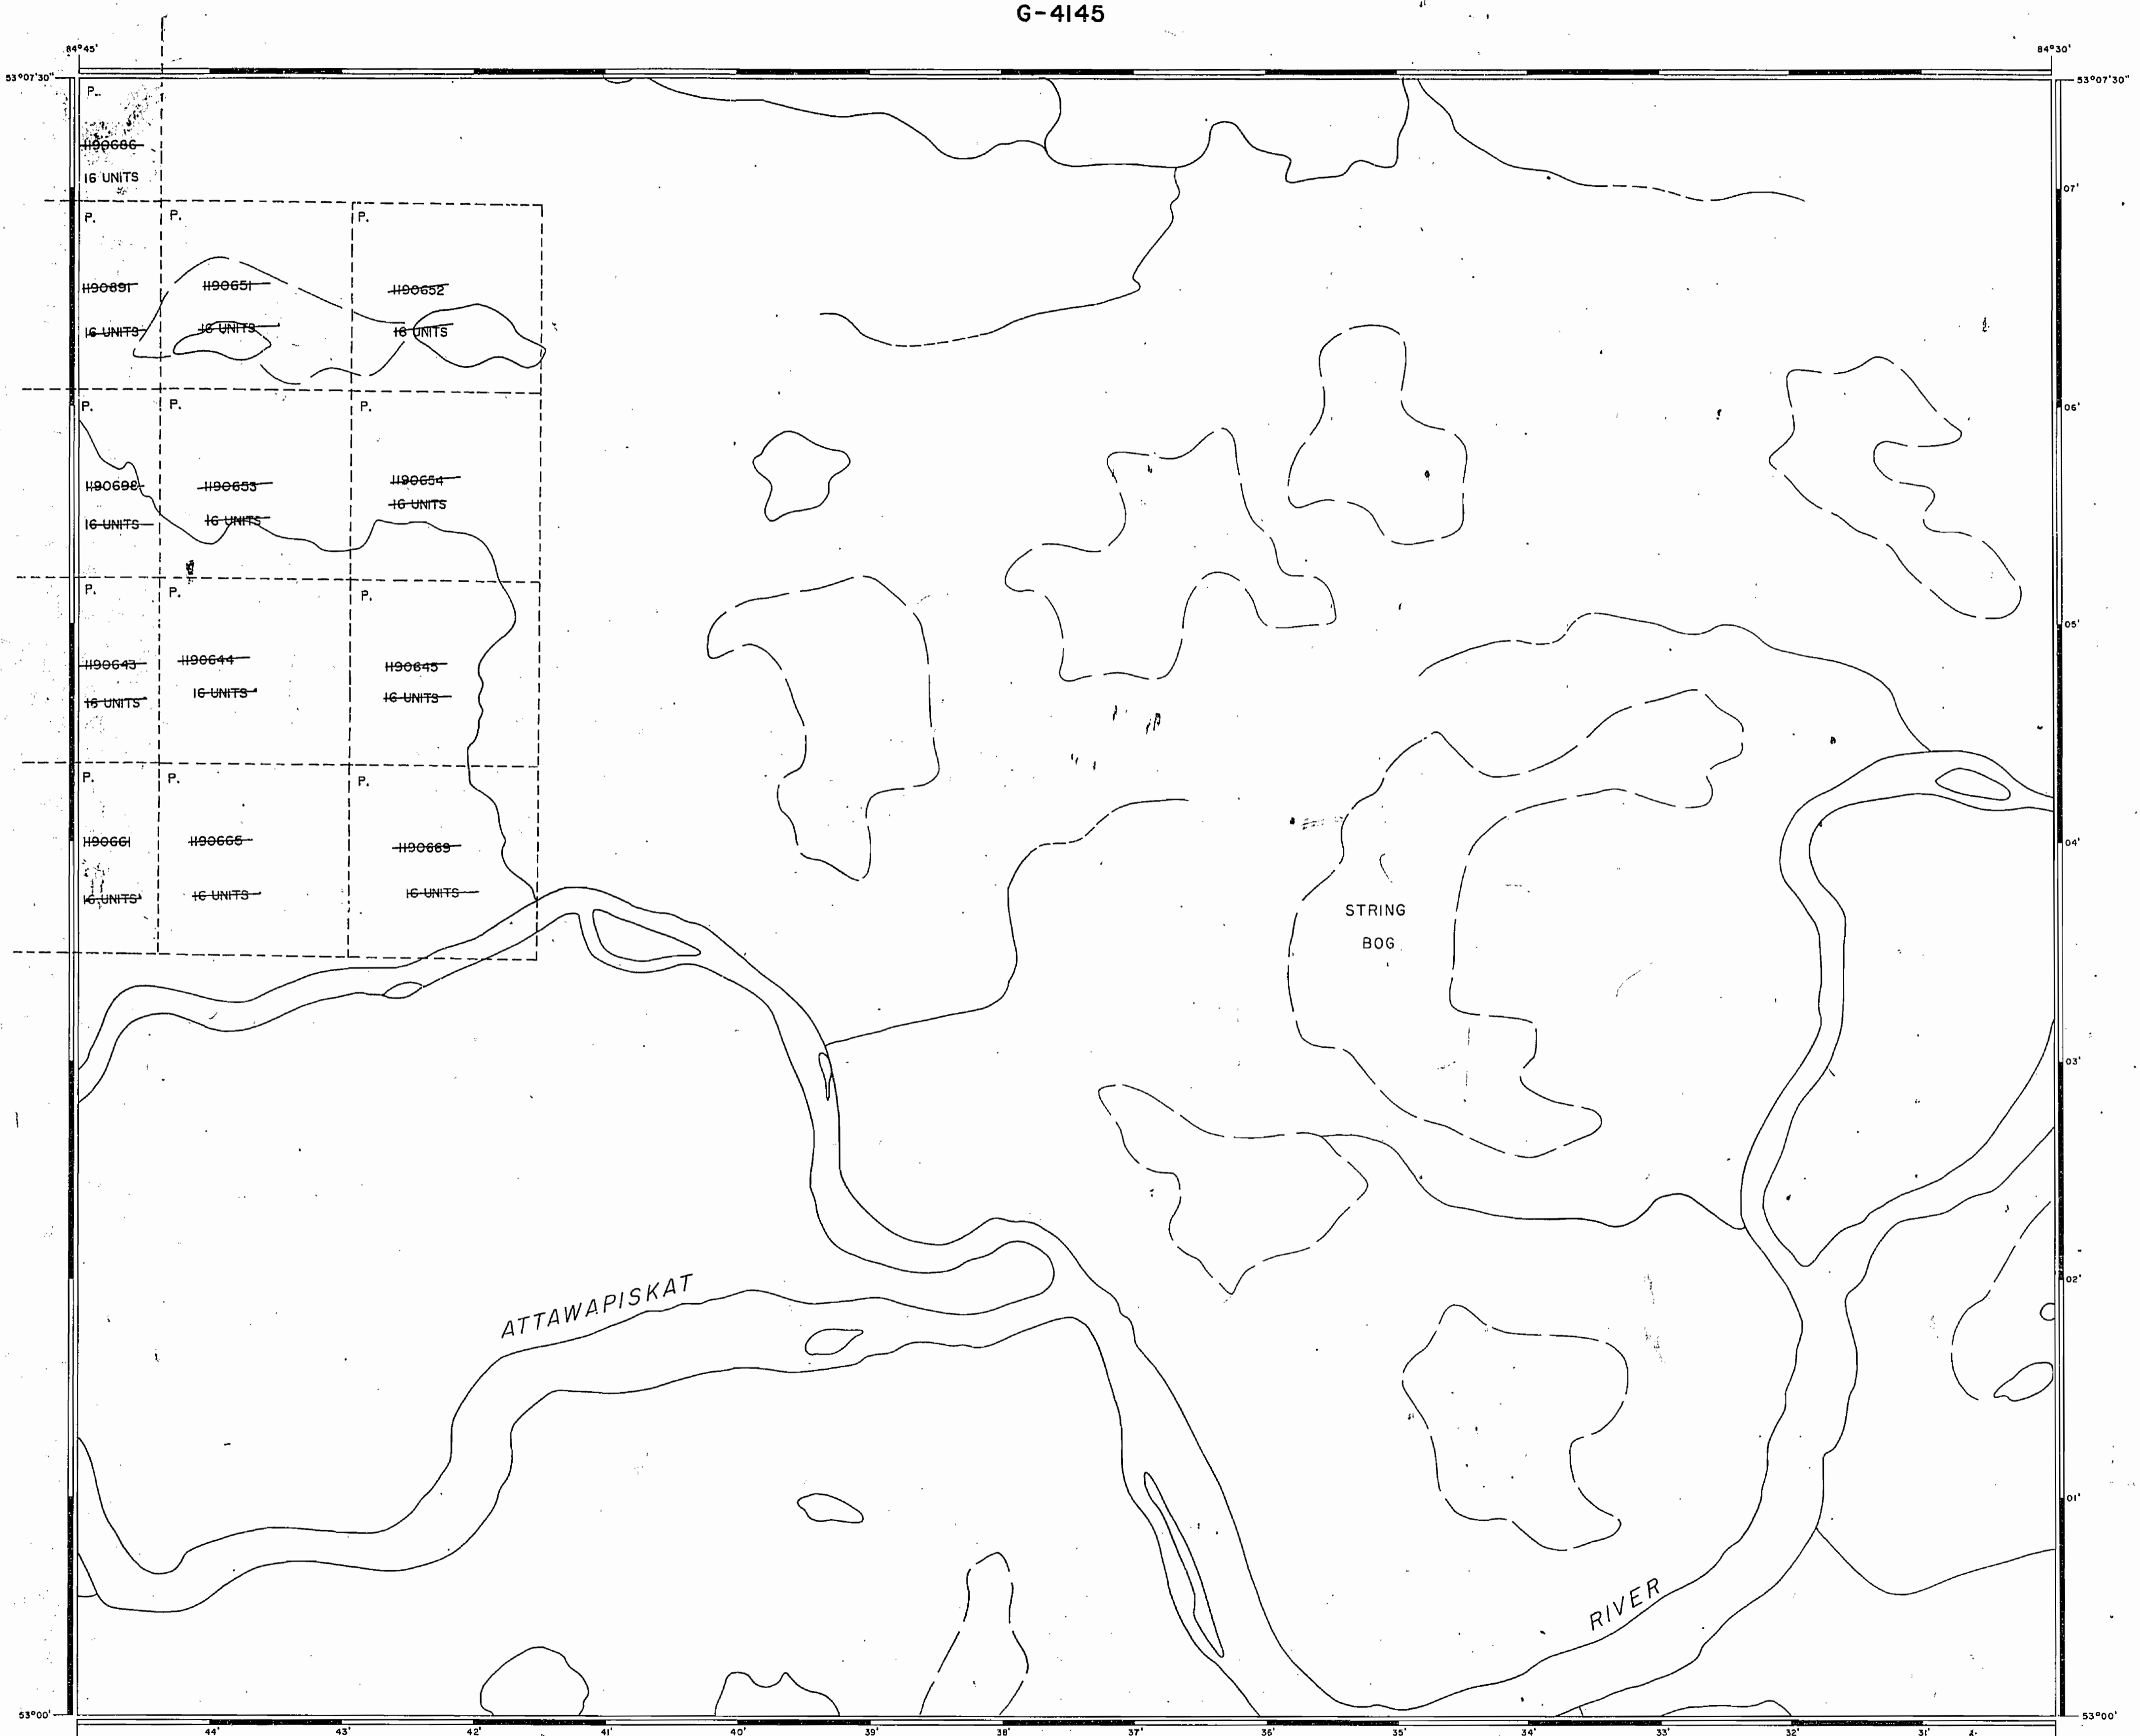 G-4145
84°45'
84°30'
53°07'30"
53°07'30"
P.
1190686
16 UNITS
07'
P.
P.
P.
1190691
1190651
1190652
16 UNITS
16 UNITS
16 UNITS
P.
P.
P.
06'
1190698
1190653
1190654
16 UNITS
16 UNITS
16 UNITS
P.
P.
P.
05'
1190643
1190644
1190645
16 UNITS
16 UNITS
16 UNITS
P.
P.
P.
1190661
1190665
1190669
04'
16 UNITS
16 UNITS
16 UNITS
STRING
BOG
03'
ATTAWAPISKAT
02'
01'
RIVER
53°00'
53°00'
44'
43'
42'
41'
40'
39'
38'
37'
36'
35'
34'
33'
32'
31'